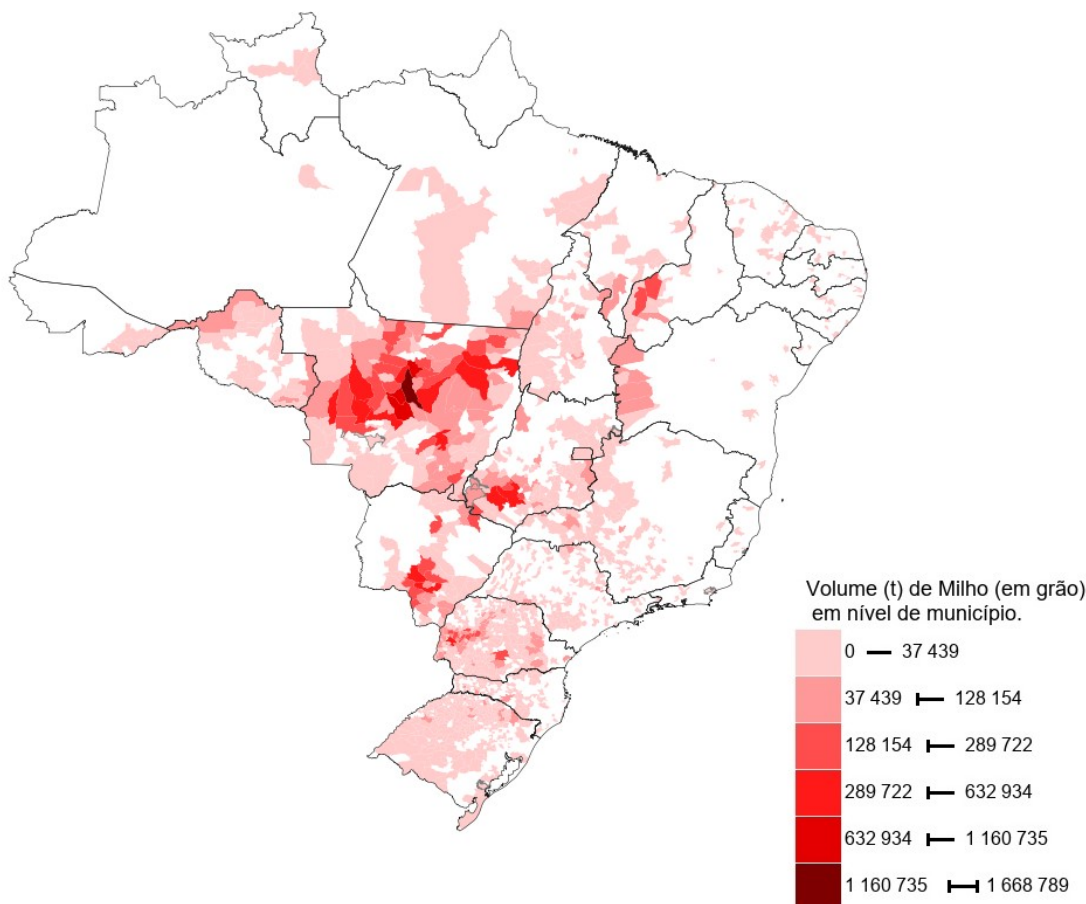 Volume (t) de Milho (em grão)
em nível de município.
0 — 37 439
37 439 ⊢ 128 154
128 154 ⊢ 289 722
289 722 ⊢ 632 934
632 934 ⊢ 1 160 735
1 160 735 ⊢⊣ 1 668 789